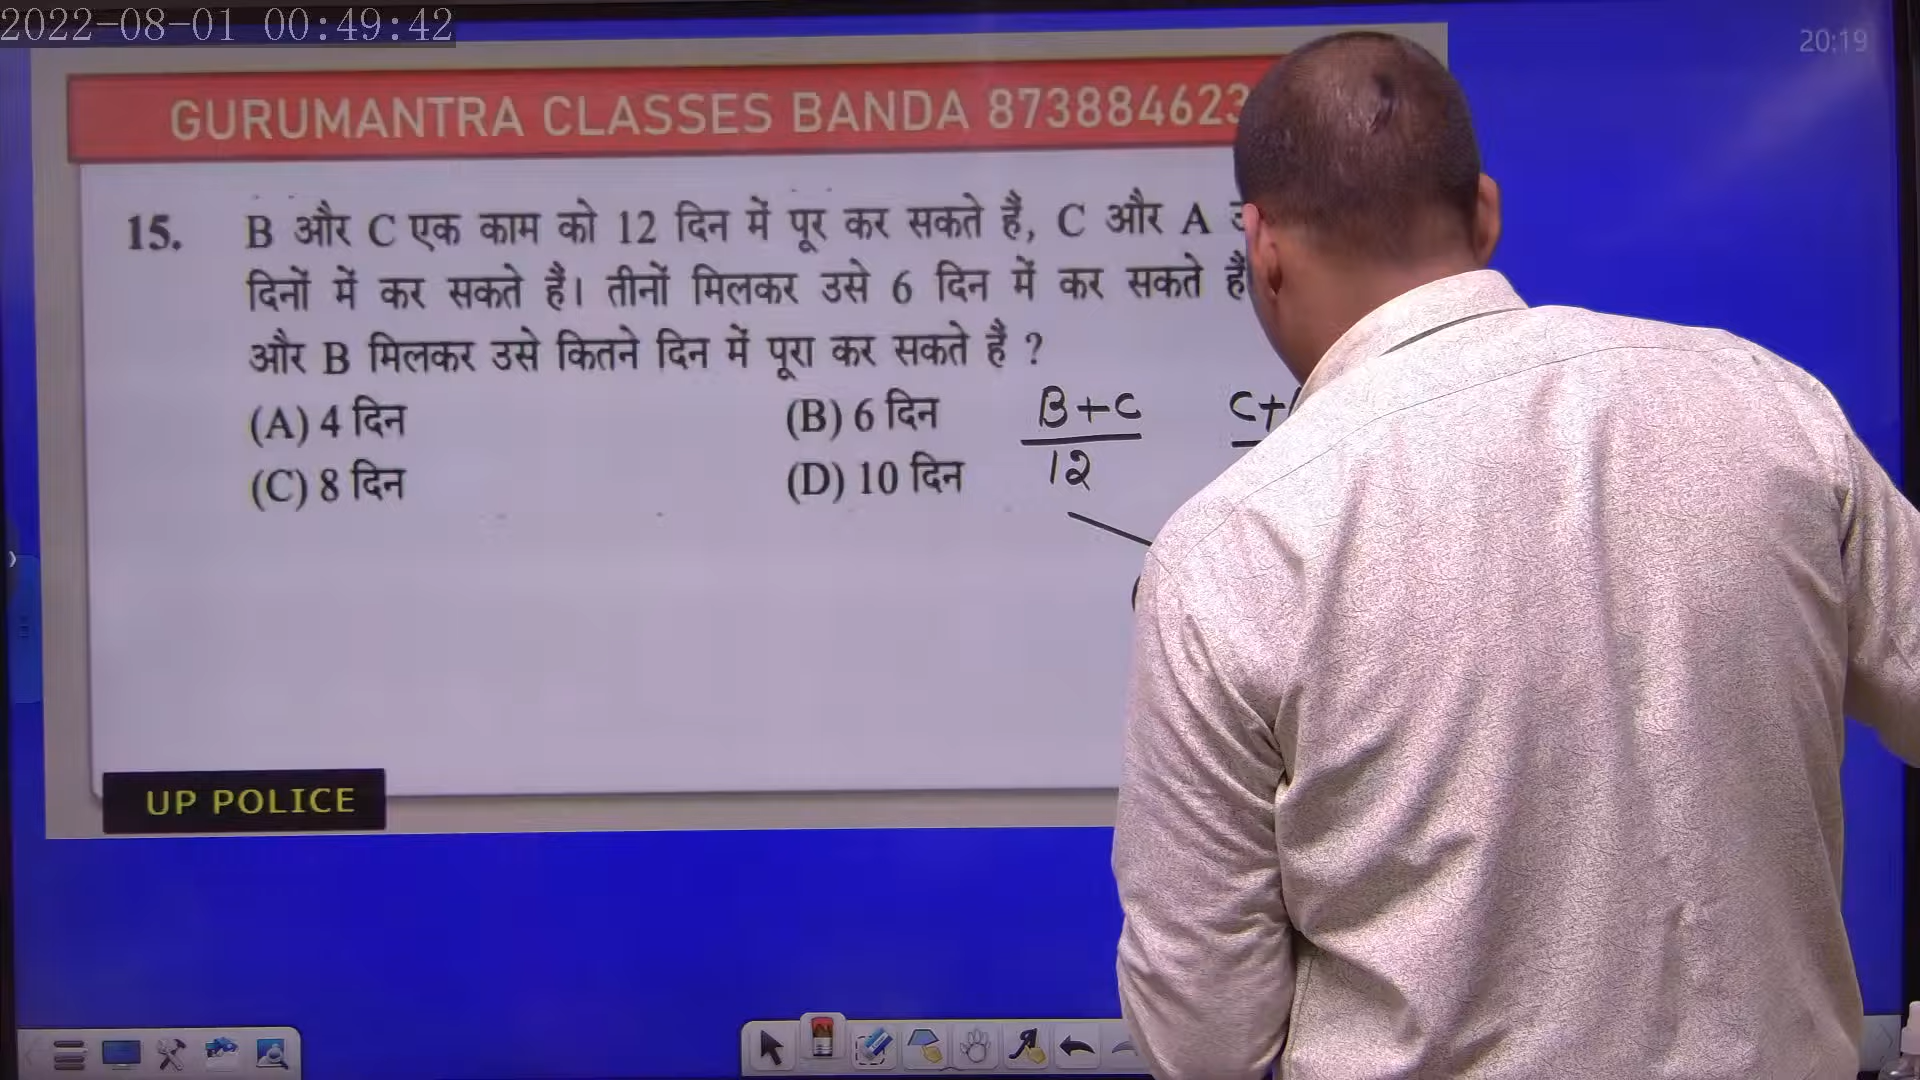 2022-08-01 00:49:42
20:19
GURUMANTRA CLASSES BANDA 873884623
15. B और C एक काम को 12 दिन में पूर कर सकते हैं, C और A
दिनों में कर सकते हैं। तीनों मिलकर उसे 6 दिन में कर सकते हैं
और B मिलकर उसे कितने दिन में पूरा कर सकते हैं ?
(A) 4 दिन (B) 6 दिन
(C) 8 दिन (D) 10 दिन
B+C
12
C+
UP POLICE